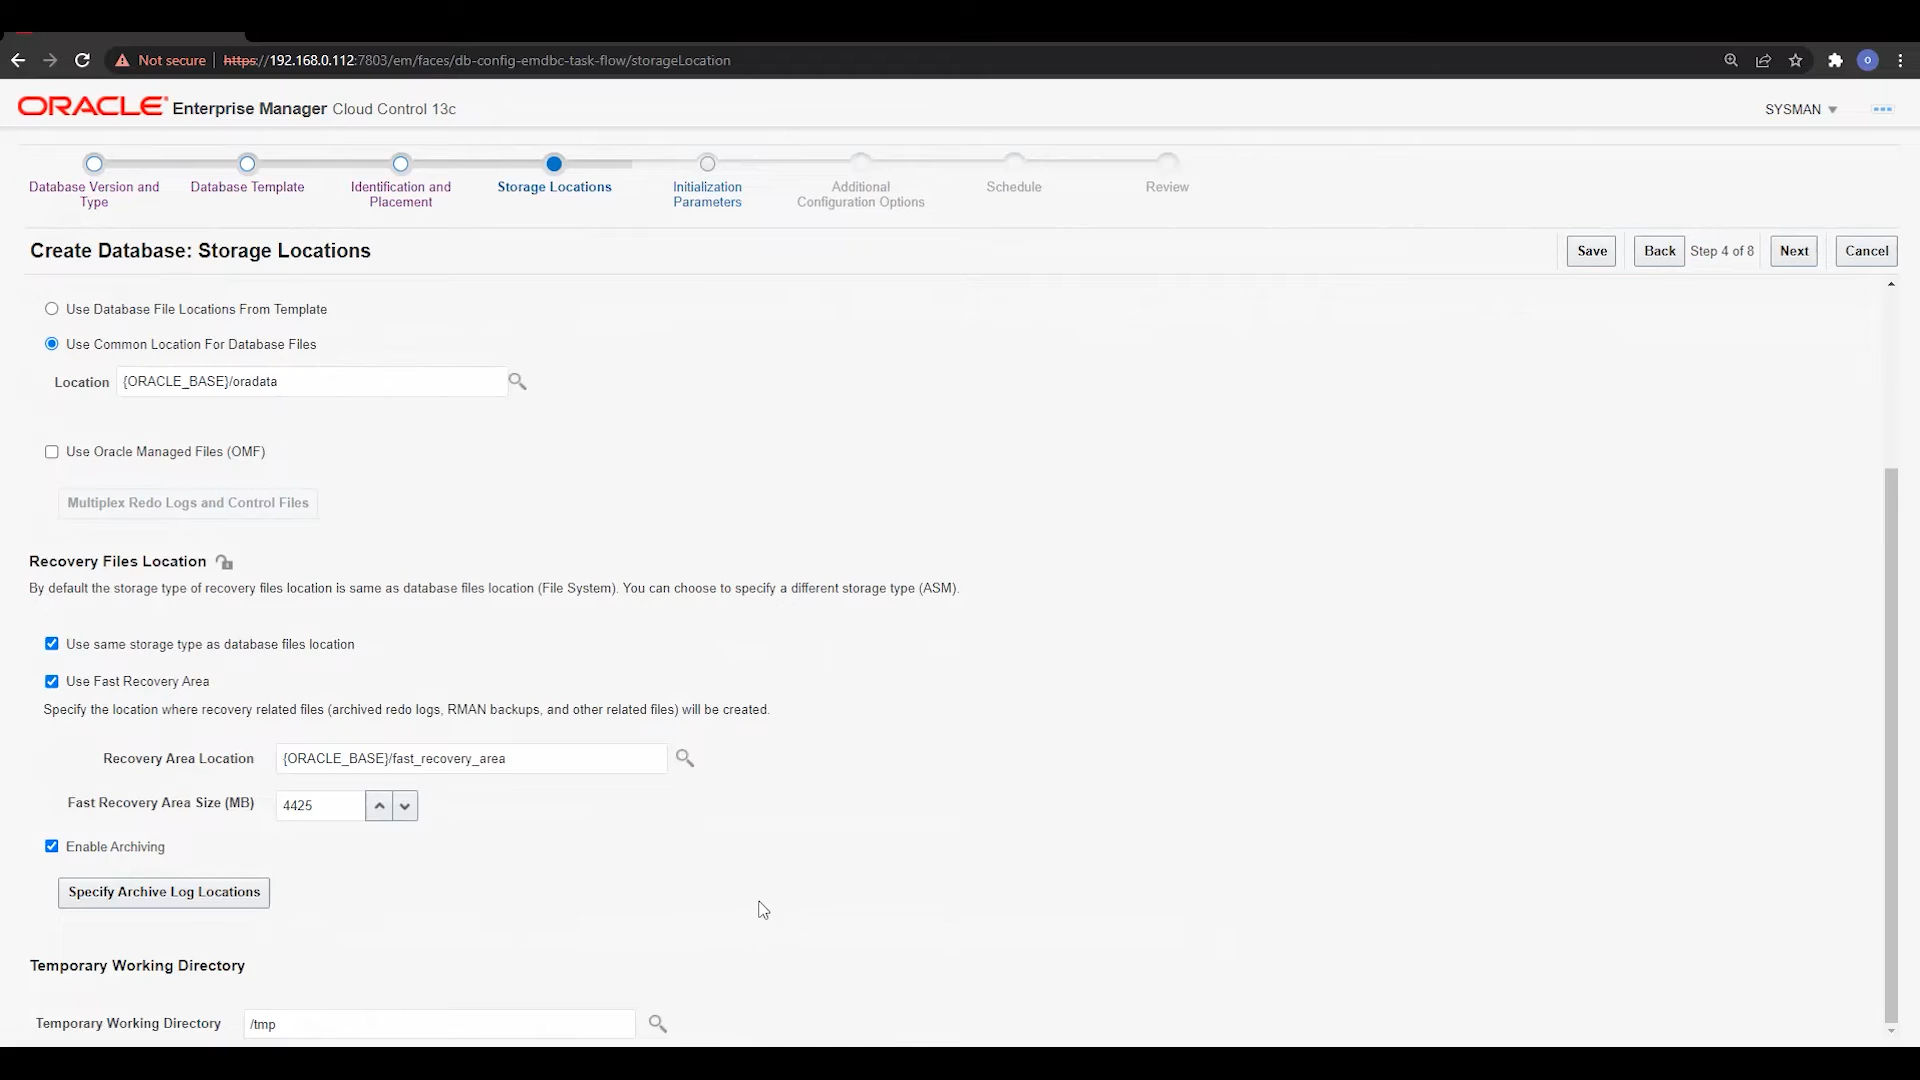 Not secure https://192.168.0.112:7803/em/faces/db-config-emdbc-task-flow/storageLocation
O
ORACLE Enterprise Manager Cloud Control 13c
SYSMAN
Database Version and Type
Database Template
Identification and Placement
Storage Locations
Initialization Parameters
Additional Configuration Options
Schedule
Review
Create Database: Storage Locations
Save Back Step 4 of 8 Next Cancel
Use Database File Locations From Template
Use Common Location For Database Files
Location {ORACLE_BASE}/oradata
Use Oracle Managed Files (OMF)
Multiplex Redo Logs and Control Files
Recovery Files Location
By default the storage type of recovery files location is same as database files location (File System). You can choose to specify a different storage type (ASM).
Use same storage type as database files location
Use Fast Recovery Area
Specify the location where recovery related files (archived redo logs, RMAN backups, and other related files) will be created.
Recovery Area Location {ORACLE_BASE}/fast_recovery_area
Fast Recovery Area Size (MB) 4425
Enable Archiving
Specify Archive Log Locations
Temporary Working Directory
Temporary Working Directory /tmp